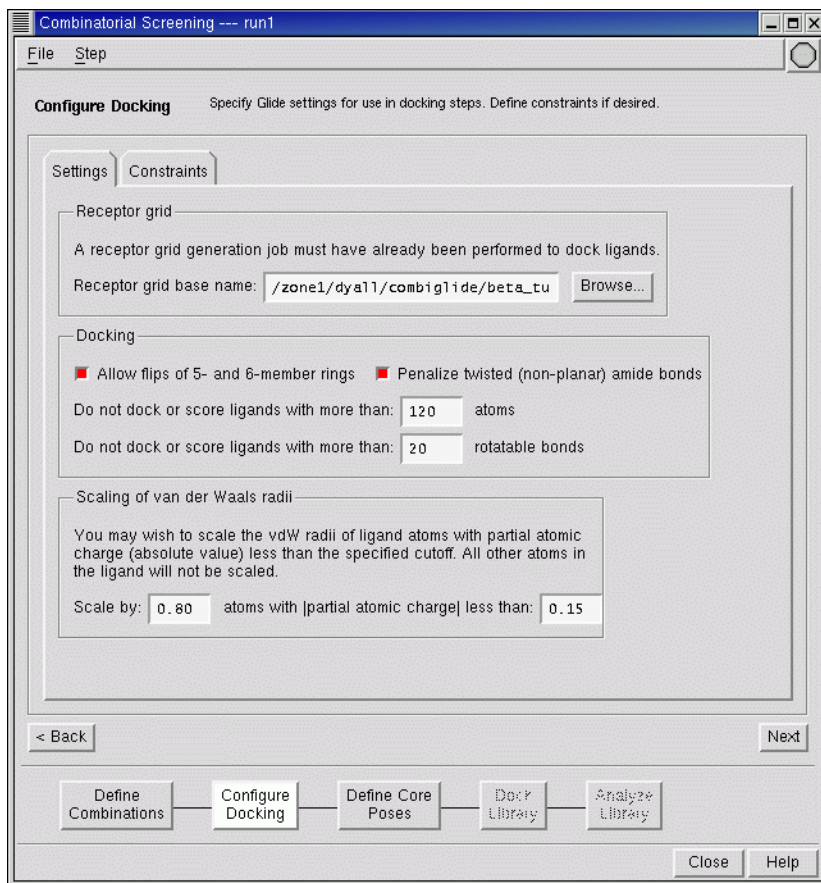 Combinatorial Screening --- run1
File Step
Configure Docking Specify Glide settings for use in docking steps. Define constraints if desired.
Settings Constraints
Receptor grid
A receptor grid generation job must have already been performed to dock ligands.
Receptor grid base name: /zone1/dyall/combiglide/beta_tu Browse...
Docking
Allow flips of 5- and 6-member rings Penalize twisted (non-planar) amide bonds
Do not dock or score ligands with more than: 120 atoms
Do not dock or score ligands with more than: 20 rotatable bonds
Scaling of van der Waals radii
You may wish to scale the vdW radii of ligand atoms with partial atomic
charge (absolute value) less than the specified cutoff. All other atoms in
the ligand will not be scaled.
Scale by: 0.80 atoms with |partial atomic charge| less than: 0.15
< Back Next
Define Combinations Configure Docking Define Core Poses Dock Library Analyze Library
Close Help